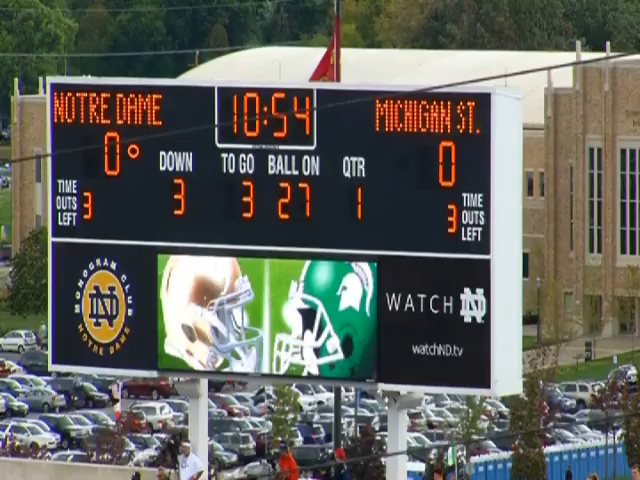 NOTRE DAME 10:54 MICHIGAN ST.
0 DOWN TO GO BALL ON QTR 0
TIME OUTS LEFT 3 3 3 27 1 3 TIME OUTS LEFT
MONOGRAM CLUB
ND
NOTRE DAME
WATCH ND
watchND.tv